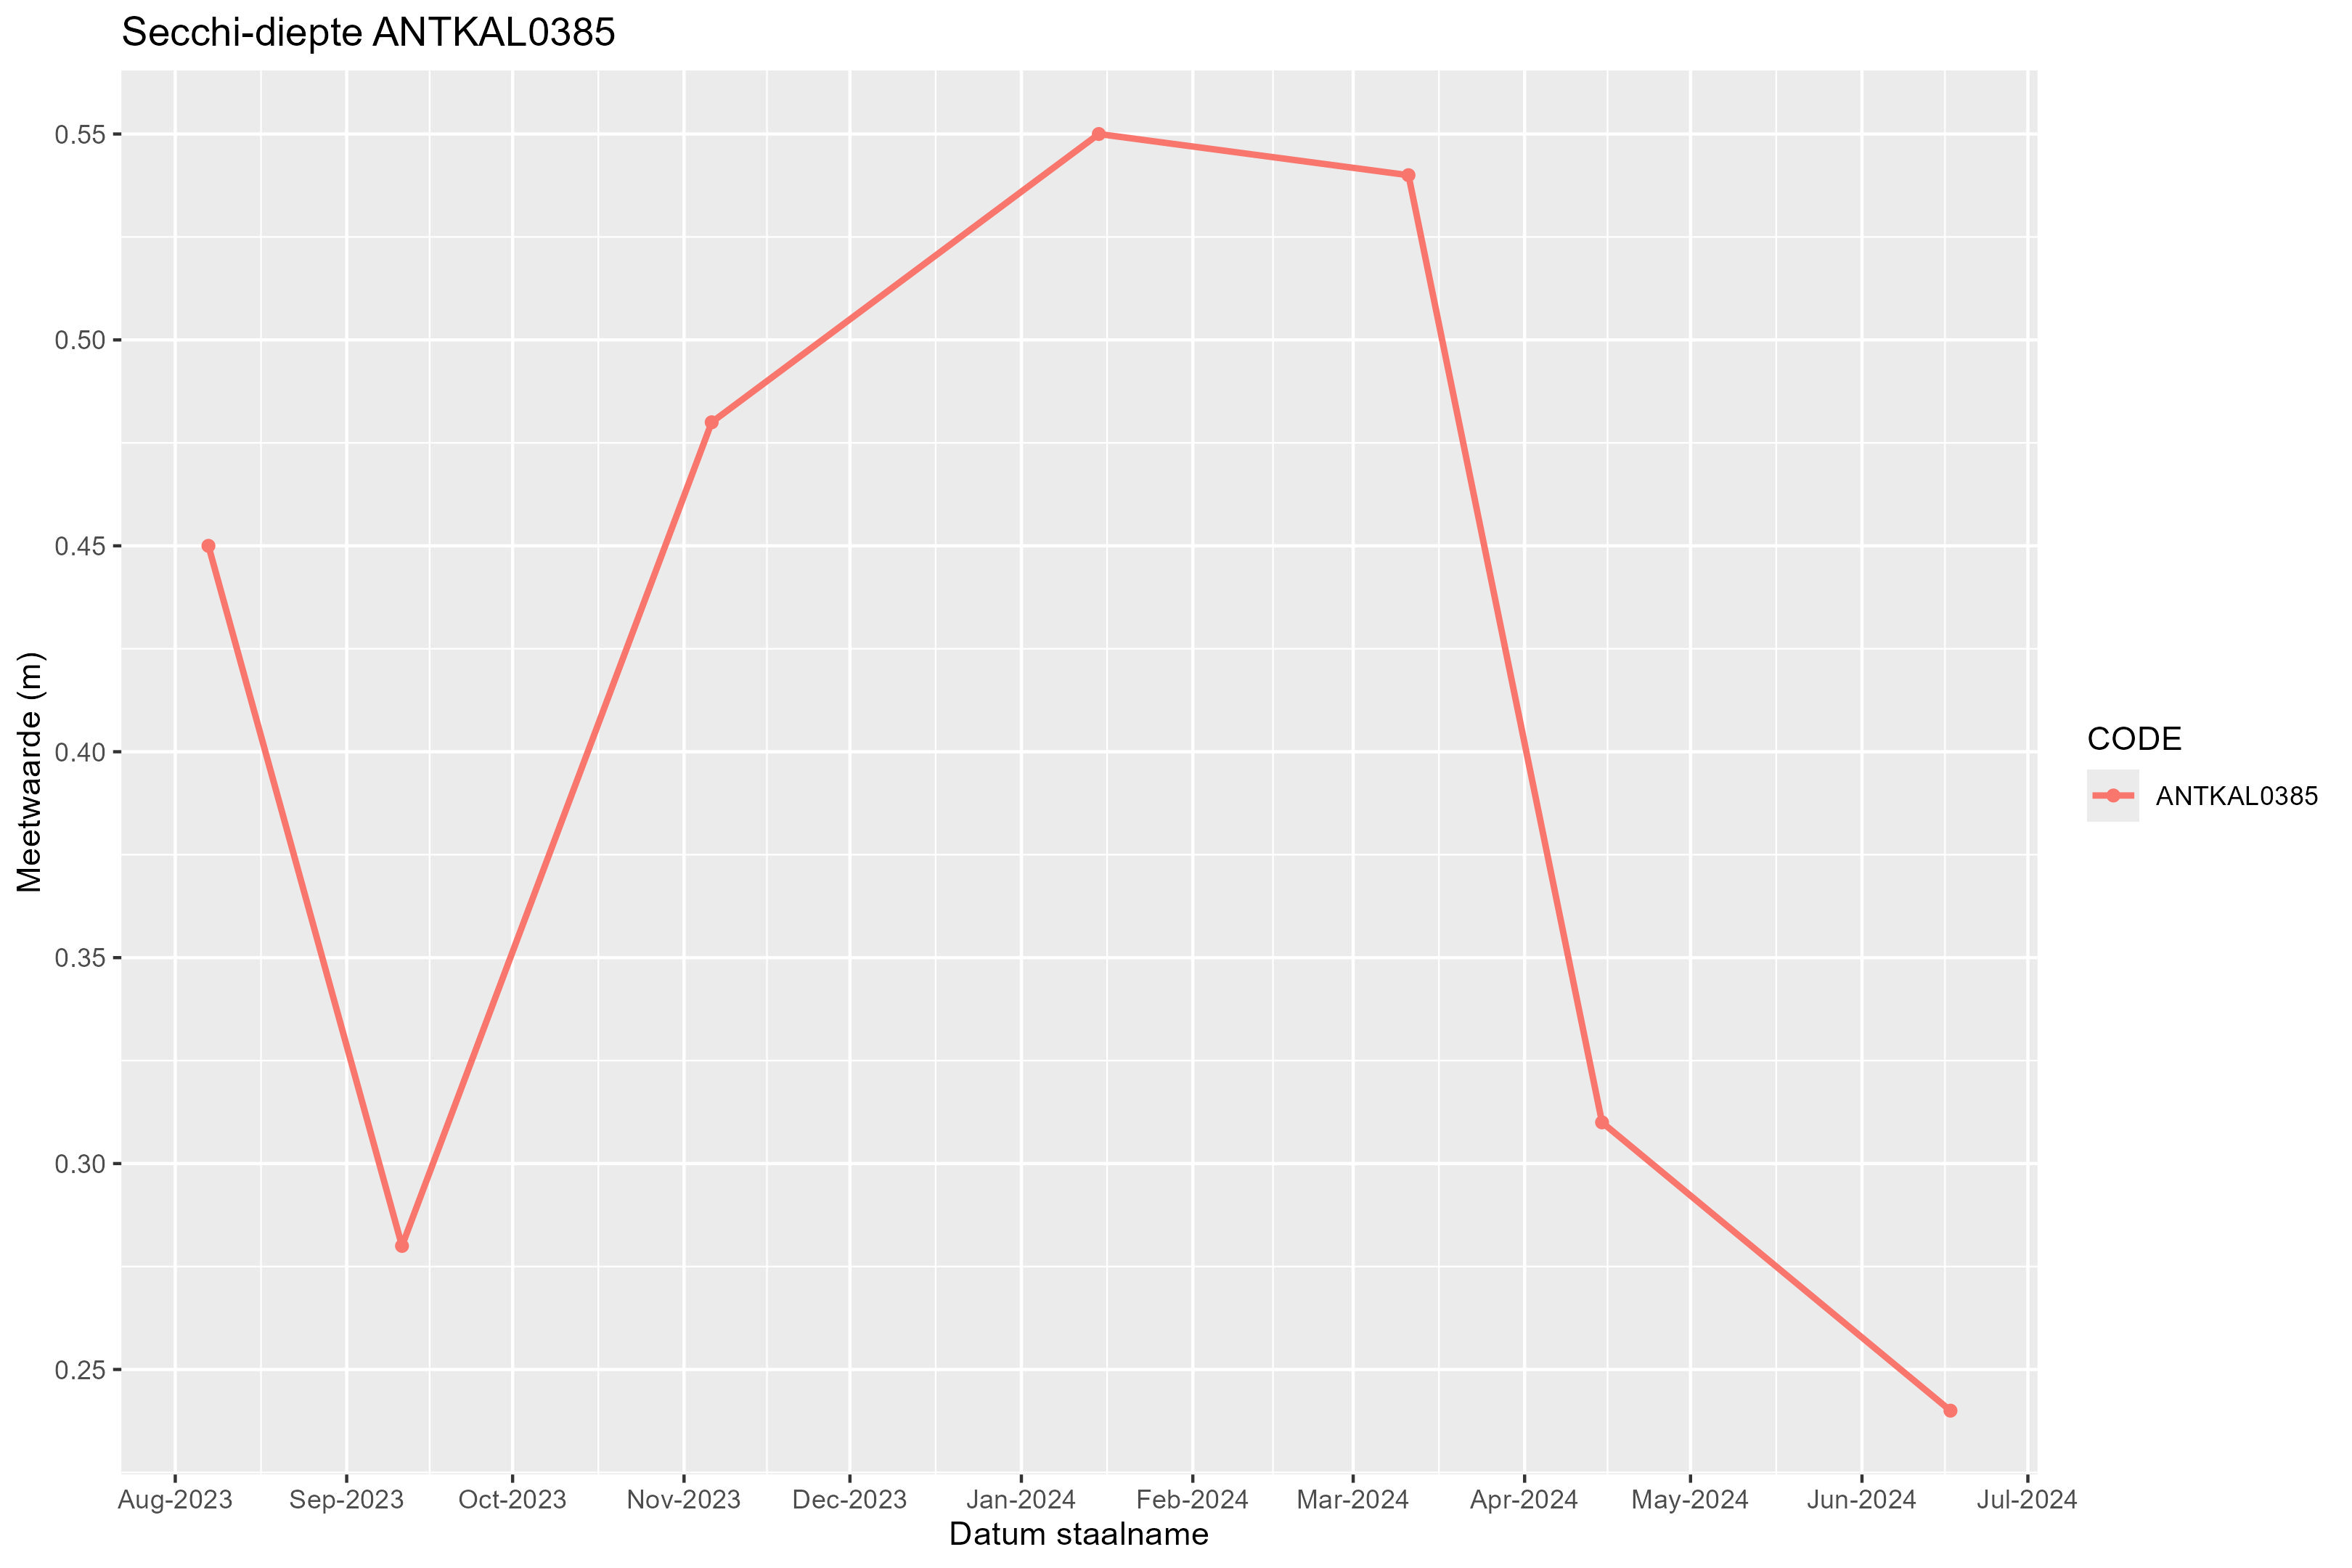 Secchi-diepte ANTKAL0385
Meetwaarde (m)
0.55
0.50
0.45
0.40
0.35
0.30
0.25
Aug-2023 Sep-2023 Oct-2023 Nov-2023 Dec-2023 Jan-2024 Feb-2024 Mar-2024 Apr-2024 May-2024 Jun-2024 Jul-2024
Datum staalname
CODE
ANTKAL0385